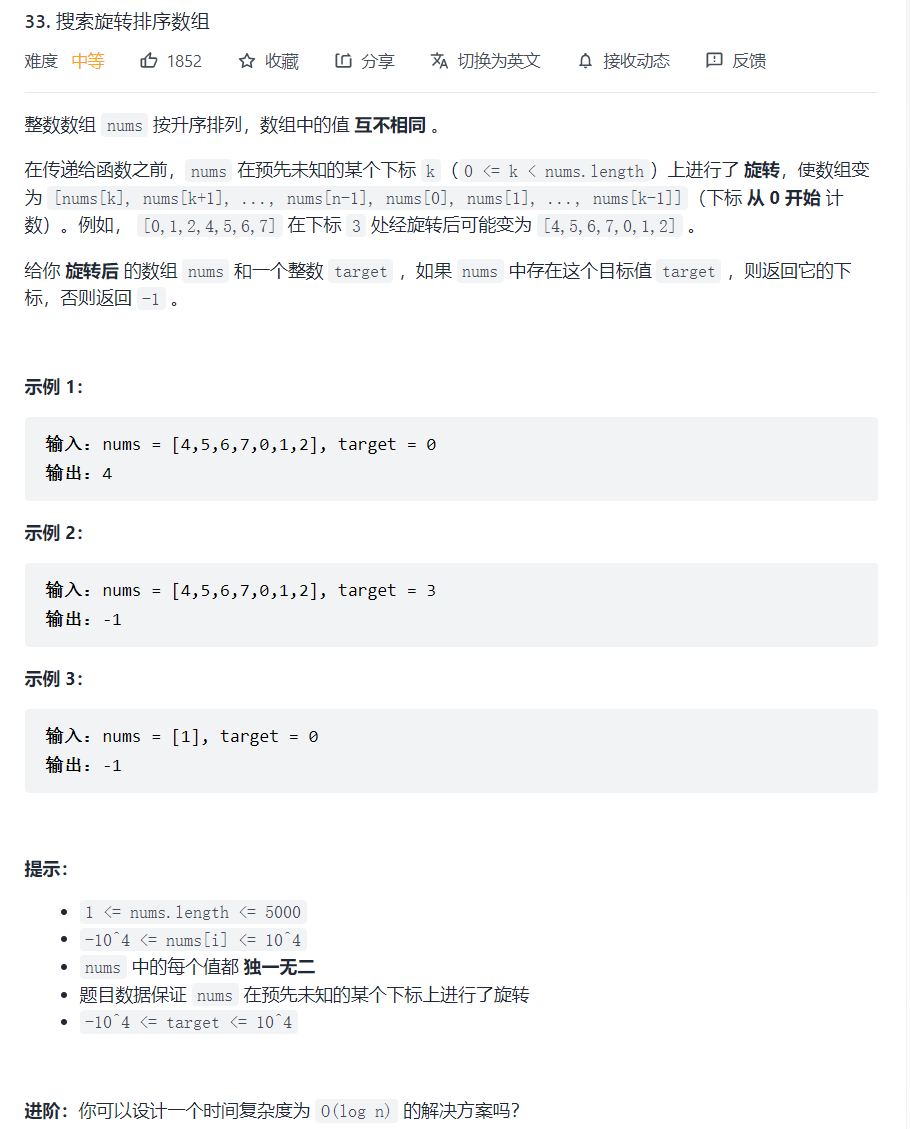 33. 搜索旋转排序数组
难度 中等 1852 收藏 分享 切换为英文 接收动态 反馈
整数数组 nums 按升序排列，数组中的值 互不相同 。
在传递给函数之前，nums 在预先未知的某个下标 k（0 <= k < nums.length）上进行了 旋转，使数组变
为 [nums[k], nums[k+1], ..., nums[n-1], nums[0], nums[1], ..., nums[k-1]]（下标 从 0 开始 计
数）。例如， [0,1,2,4,5,6,7] 在下标 3 处经旋转后可能变为 [4,5,6,7,0,1,2] 。
给你 旋转后 的数组 nums 和一个整数 target ，如果 nums 中存在这个目标值 target ，则返回它的下
标，否则返回 -1 。
示例 1：
输入：nums = [4,5,6,7,0,1,2], target = 0
输出：4
示例 2：
输入：nums = [4,5,6,7,0,1,2], target = 3
输出：-1
示例 3：
输入：nums = [1], target = 0
输出：-1
提示：
• 1 <= nums.length <= 5000
• -10^4 <= nums[i] <= 10^4
• nums 中的每个值都 独一无二
• 题目数据保证 nums 在预先未知的某个下标上进行了旋转
• -10^4 <= target <= 10^4
进阶：你可以设计一个时间复杂度为 O(log n) 的解决方案吗？